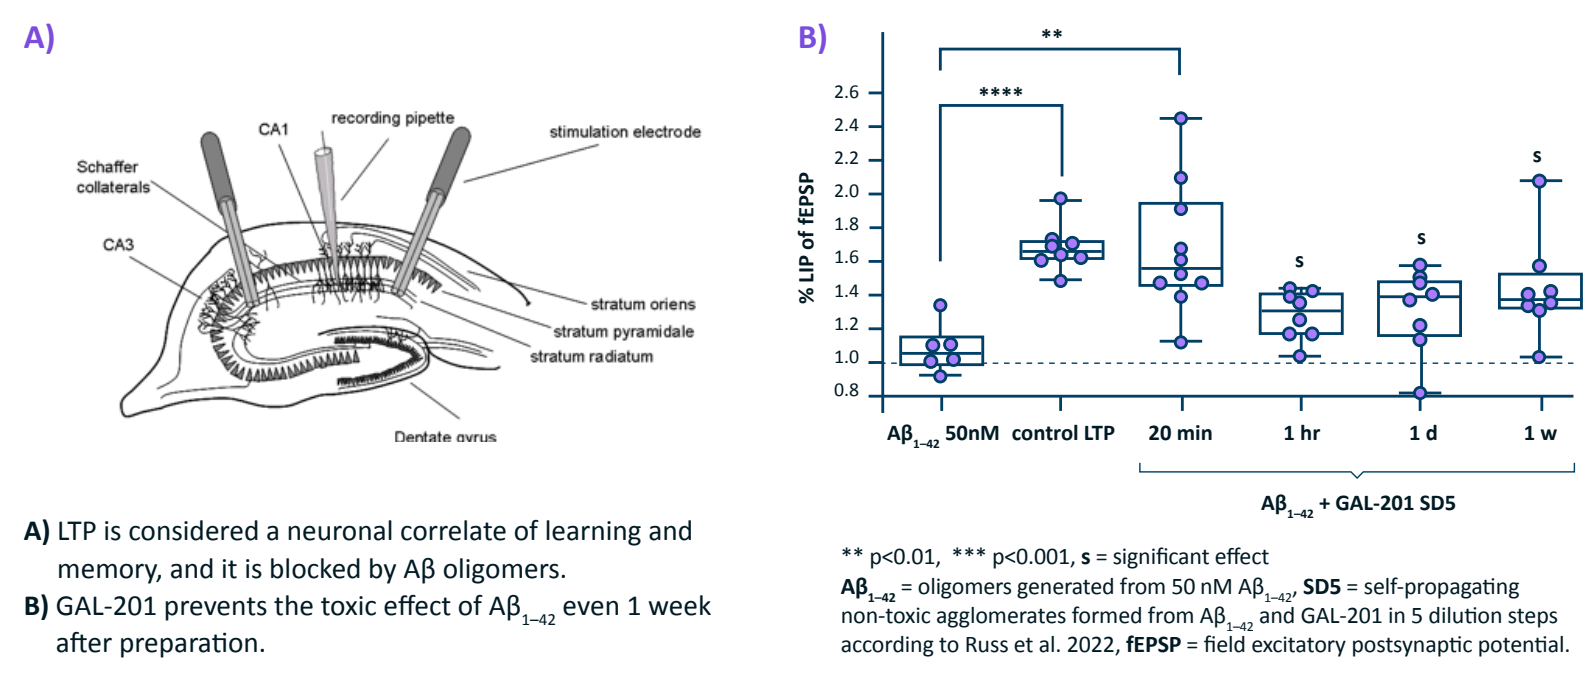 A)
CA1
recording pipette
stimulation electrode
Schaffer
collaterals
CA3
stratum oriens
stratum pyramidale
stratum radiatum
Dentate gyrus
A) LTP is considered a neuronal correlate of learning and
memory, and it is blocked by Aβ oligomers.
B) GAL-201 prevents the toxic effect of Aβ1–42 even 1 week
after preparation.
B)
% LIP of fEPSP
2.6
2.4
2.2
2.0
1.8
1.6
1.4
1.2
1.0
0.8
**
****
s
s
s
Aβ1–42 50nM control LTP 20 min 1 hr 1 d 1 w
Aβ1–42 + GAL-201 SD5
** p<0.01, *** p<0.001, s = significant effect
Aβ1–42 = oligomers generated from 50 nM Aβ1–42, SD5 = self-propagating
non-toxic agglomerates formed from Aβ1–42 and GAL-201 in 5 dilution steps
according to Russ et al. 2022, fEPSP = field excitatory postsynaptic potential.